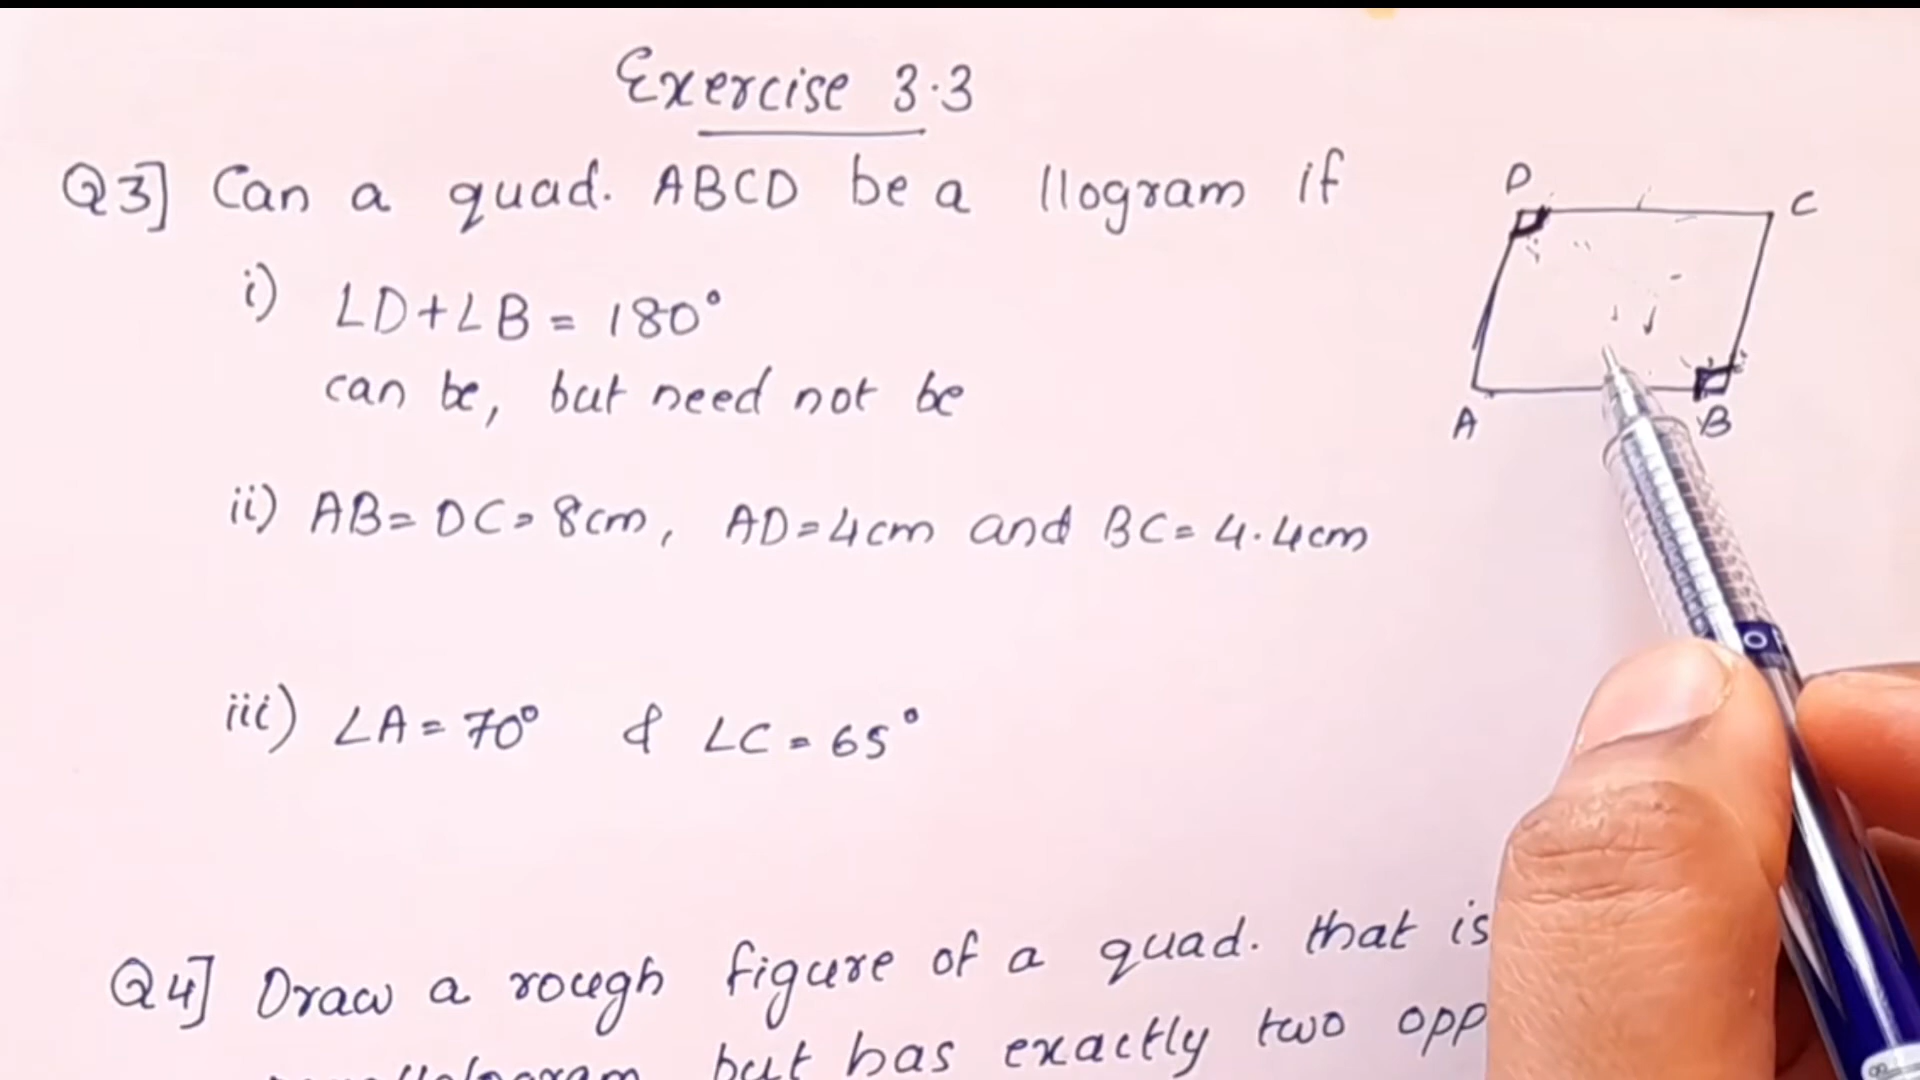 Exercise 3.3
Q3] Can a quad. ABCD be a llogram if
D
C
i) ∠D+∠B = 180°
can be, but need not be
A
B
ii) AB = DC = 8cm, AD = 4cm and BC = 4.4cm
iii) ∠A = 70° & ∠C = 65°
Q4] Draw a rough figure of a quad. that is
but has exactly two opp